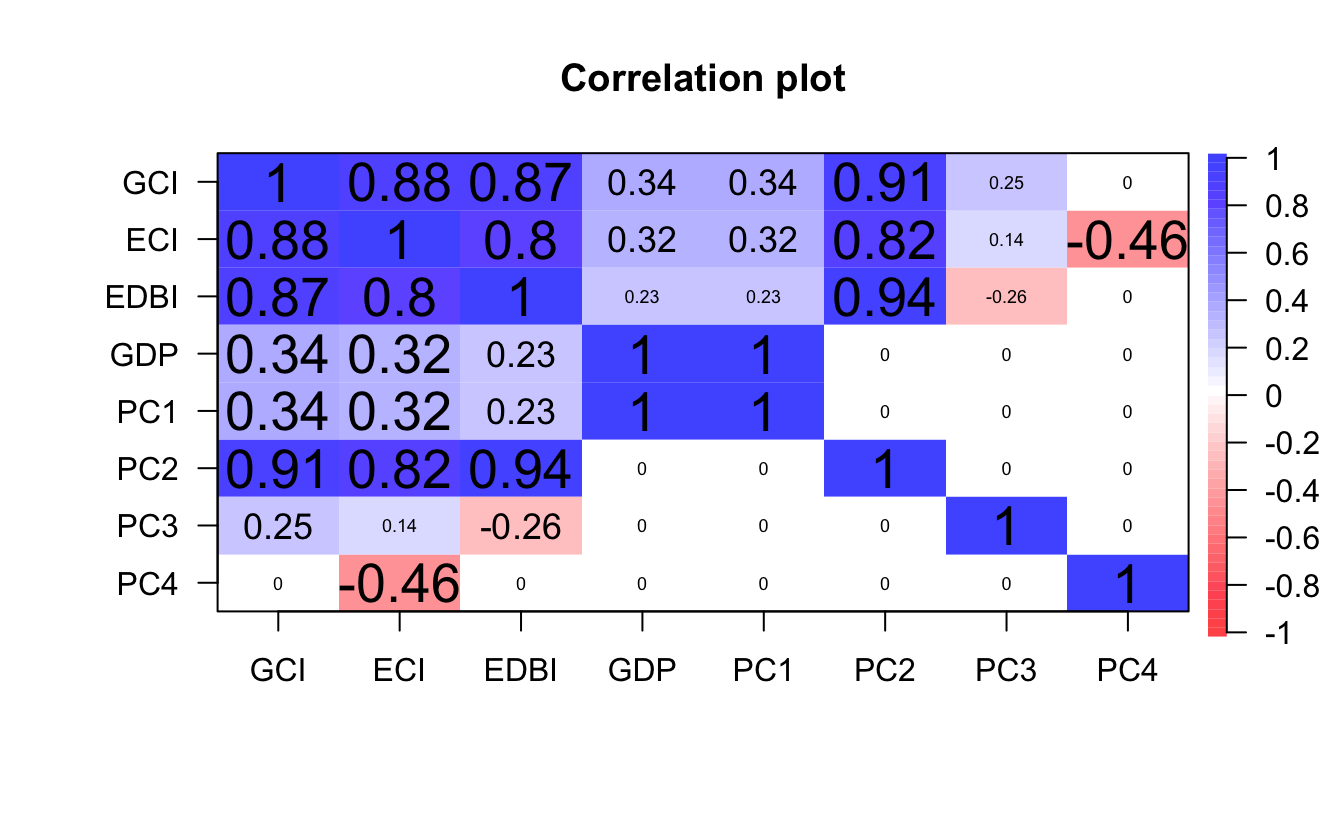 Correlation plot
GCI 1 0.88 0.87 0.34 0.34 0.91 0.25 0
ECI 0.88 1 0.8 0.32 0.32 0.82 0.14 -0.46
EDBI 0.87 0.8 1 0.23 0.23 0.94 -0.26 0
GDP 0.34 0.32 0.23 1 1 0 0 0
PC1 0.34 0.32 0.23 1 1 0 0 0
PC2 0.91 0.82 0.94 0 0 1 0 0
PC3 0.25 0.14 -0.26 0 0 0 1 0
PC4 0 -0.46 0 0 0 0 0 1
GCI ECI EDBI GDP PC1 PC2 PC3 PC4
1
0.8
0.6
0.4
0.2
0
-0.2
-0.4
-0.6
-0.8
-1